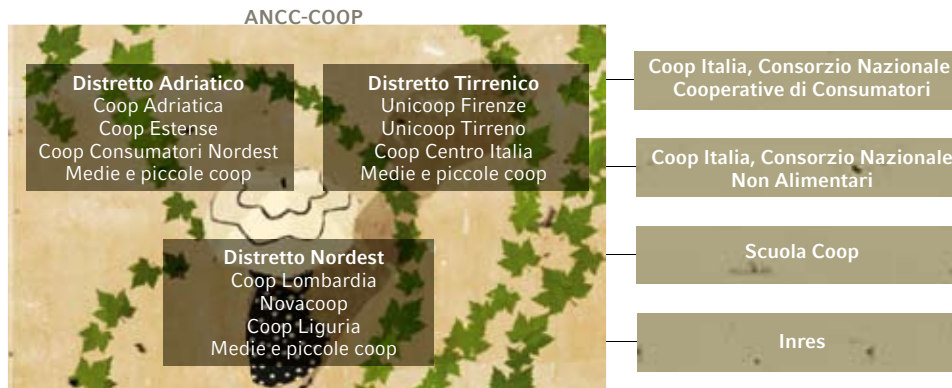 ANCC-COOP
Distretto Adriatico
Coop Adriatica
Coop Estense
Coop Consumatori Nordest
Medie e piccole coop
Distretto Tirrenico
Unicoop Firenze
Unicoop Tirreno
Coop Centro Italia
Medie e piccole coop
Distretto Nordest
Coop Lombardia
Novacoop
Coop Liguria
Medie e piccole coop
Coop Italia, Consorzio Nazionale
Cooperative di Consumatori
Coop Italia, Consorzio Nazionale
Non Alimentari
Scuola Coop
Inres